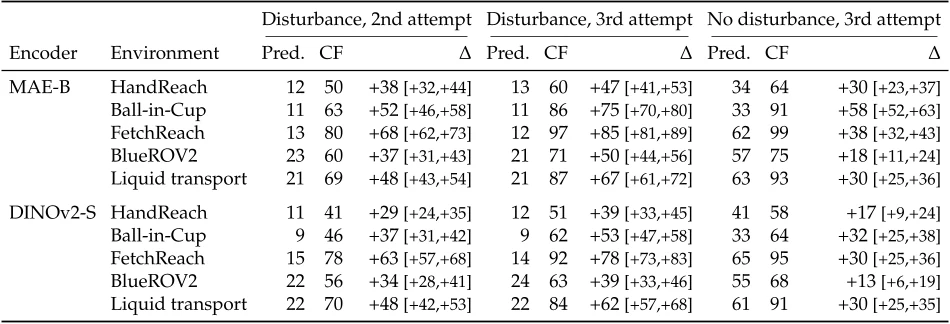 Disturbance, 2nd attempt Disturbance, 3rd attempt No disturbance, 3rd attempt
Encoder Environment Pred. CF Δ Pred. CF Δ Pred. CF Δ
MAE-B HandReach 12 50 +38 [+32,+44] 13 60 +47 [+41,+53] 34 64 +30 [+23,+37]
Ball-in-Cup 11 63 +52 [+46,+58] 11 86 +75 [+70,+80] 33 91 +58 [+52,+63]
FetchReach 13 80 +68 [+62,+73] 12 97 +85 [+81,+89] 62 99 +38 [+32,+43]
BlueROV2 23 60 +37 [+31,+43] 21 71 +50 [+44,+56] 57 75 +18 [+11,+24]
Liquid transport 21 69 +48 [+43,+54] 21 87 +67 [+61,+72] 63 93 +30 [+25,+36]
DINOv2-S HandReach 11 41 +29 [+24,+35] 12 51 +39 [+33,+45] 41 58 +17 [+9,+24]
Ball-in-Cup 9 46 +37 [+31,+42] 9 62 +53 [+47,+58] 33 64 +32 [+25,+38]
FetchReach 15 78 +63 [+57,+68] 14 92 +78 [+73,+83] 65 95 +30 [+25,+36]
BlueROV2 22 56 +34 [+28,+41] 24 63 +39 [+33,+46] 55 68 +13 [+6,+19]
Liquid transport 22 70 +48 [+42,+53] 22 84 +62 [+57,+68] 61 91 +30 [+25,+35]